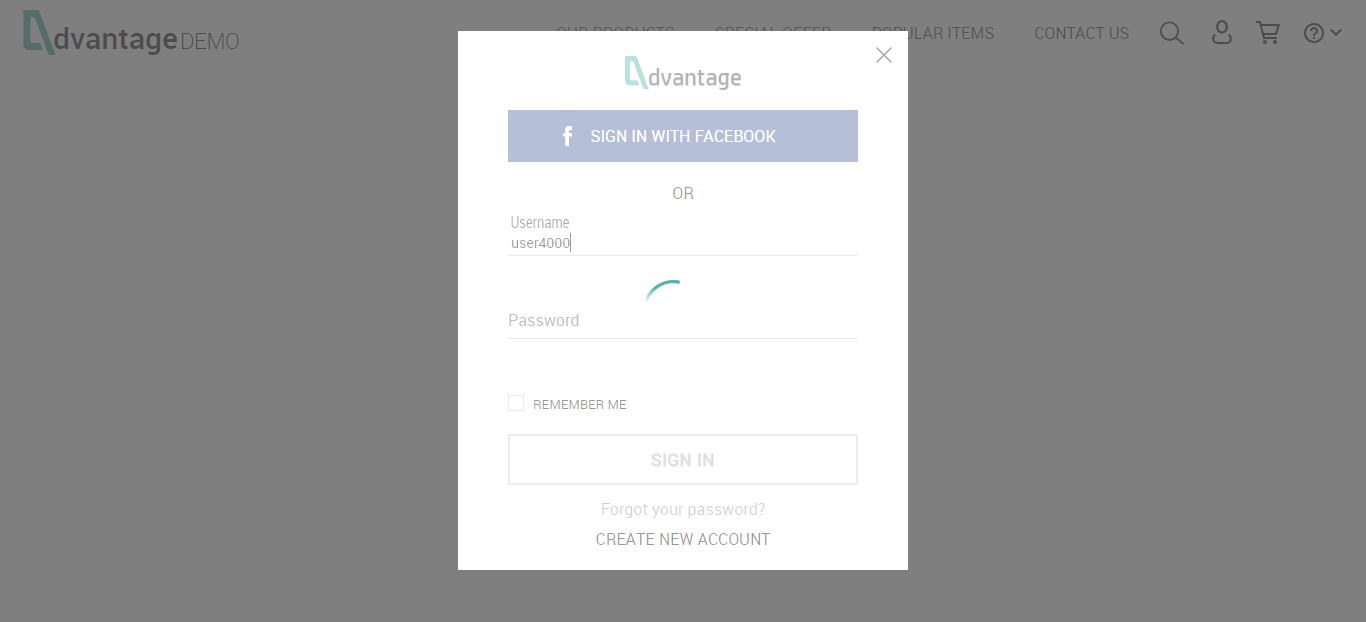 dvantage DEMO
OUR PRODUCTS SPECIAL OFFER POPULAR ITEMS CONTACT US
dvantage
SIGN IN WITH FACEBOOK
OR
Username
user4000
Password
REMEMBER ME
SIGN IN
Forgot your password?
CREATE NEW ACCOUNT